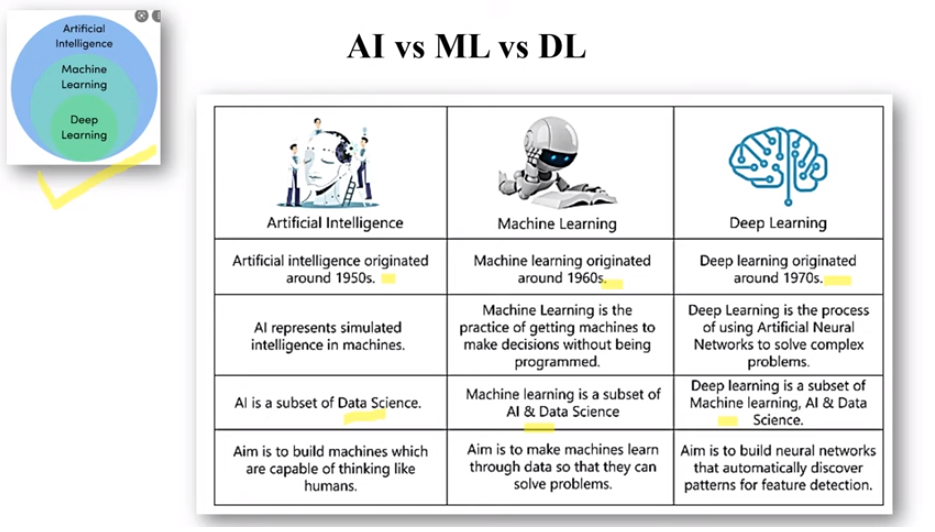 Artificial
Intelligence
Machine
Learning
Deep
Learning
AI vs ML vs DL
Artificial Intelligence
Machine Learning
Deep Learning
Artificial intelligence originated
around 1950s.
Machine learning originated
around 1960s.
Deep learning originated
around 1970s.
AI represents simulated
intelligence in machines.
Machine Learning is the
practice of getting machines to
make decisions without being
programmed.
Deep Learning is the process
of using Artificial Neural
Networks to solve complex
problems.
AI is a subset of Data Science.
Machine learning is a subset of
AI & Data Science
Deep learning is a subset of
Machine learning, AI & Data
Science.
Aim is to build machines which
are capable of thinking like
humans.
Aim is to make machines learn
through data so that they can
solve problems.
Aim is to build neural networks
that automatically discover
patterns for feature detection.